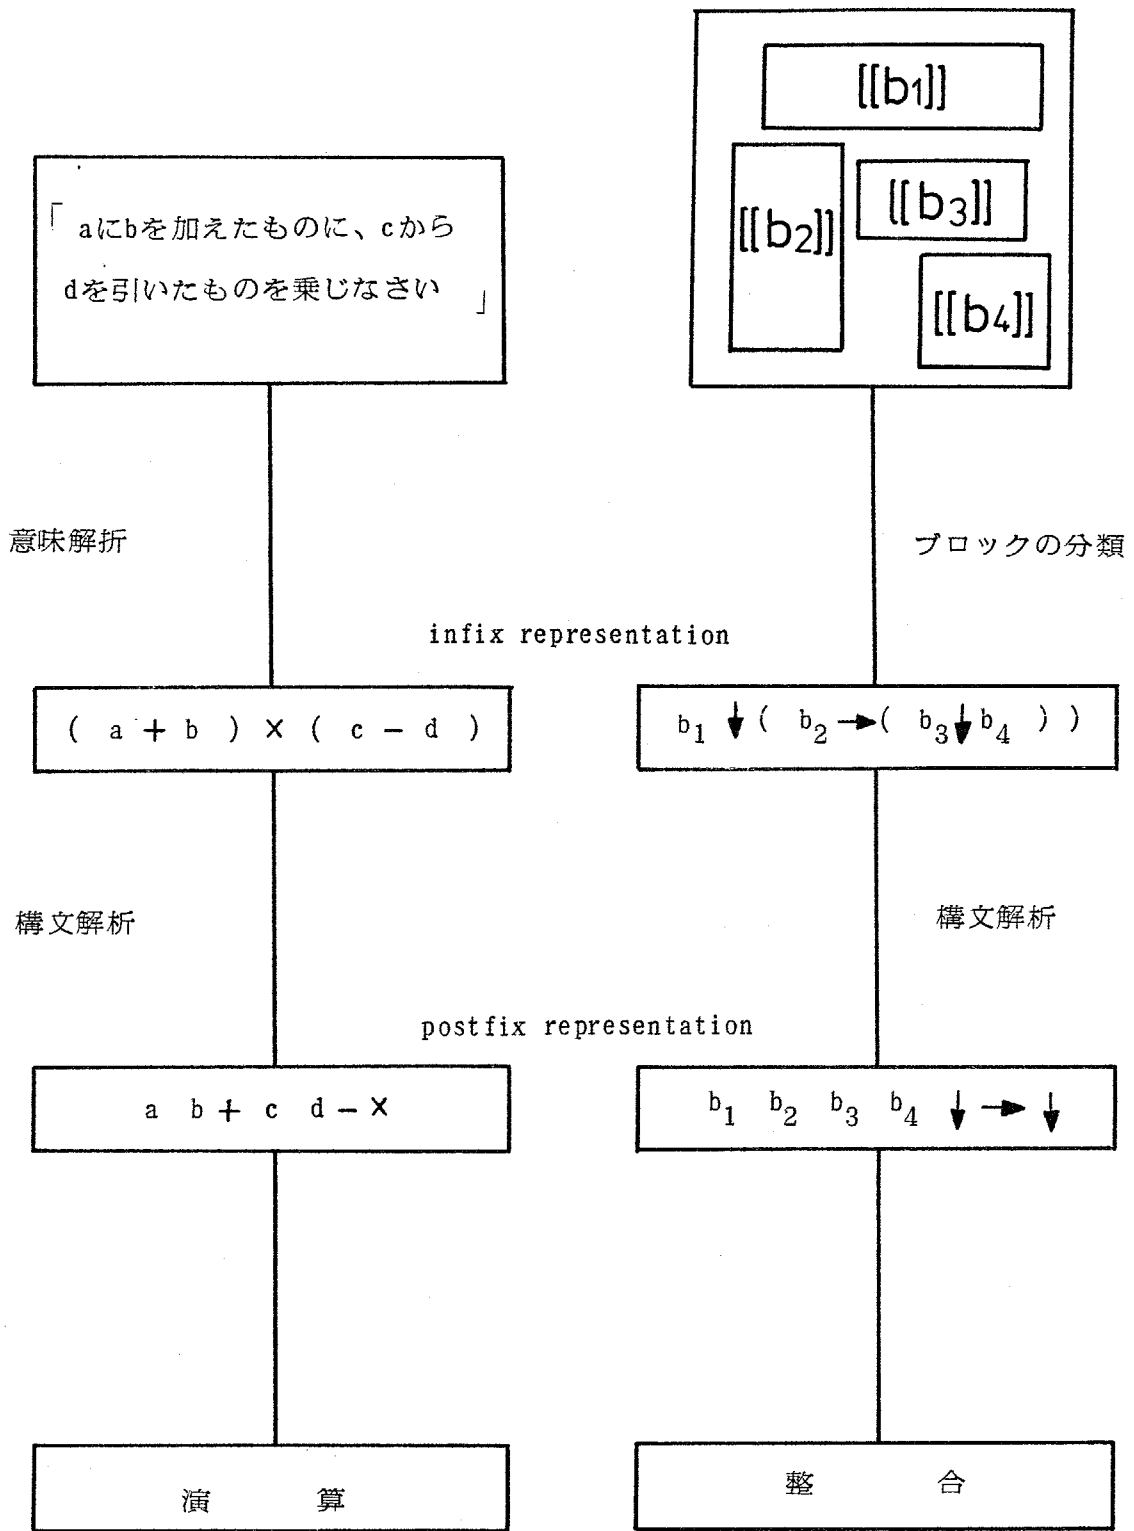 [[b1]]
[[b2]]
[[b3]]
[[b4]]
「aにbを加えたものに、cから
dを引いたものを乗じなさい」
意味解折
ブロックの分類
infix representation
( a + b ) × ( c - d )
b1 ↓ ( b2 → ( b3 ↓ b4 ) )
構文解析
構文解析
postfix representation
a b + c d - ×
b1 b2 b3 b4 ↓ → ↓
演 算
整 合